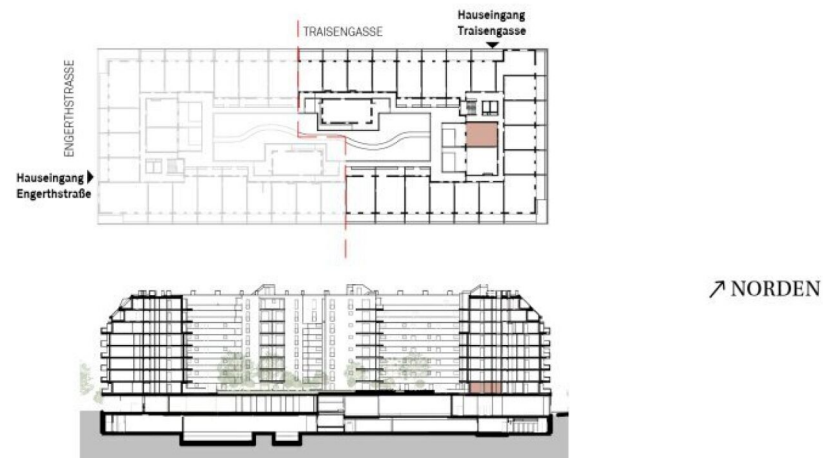 Hauseingang
Traisengasse
TRAISENGASSE
ENGERTHSTRASSE
Hauseingang
Engerthstraße
NORDEN